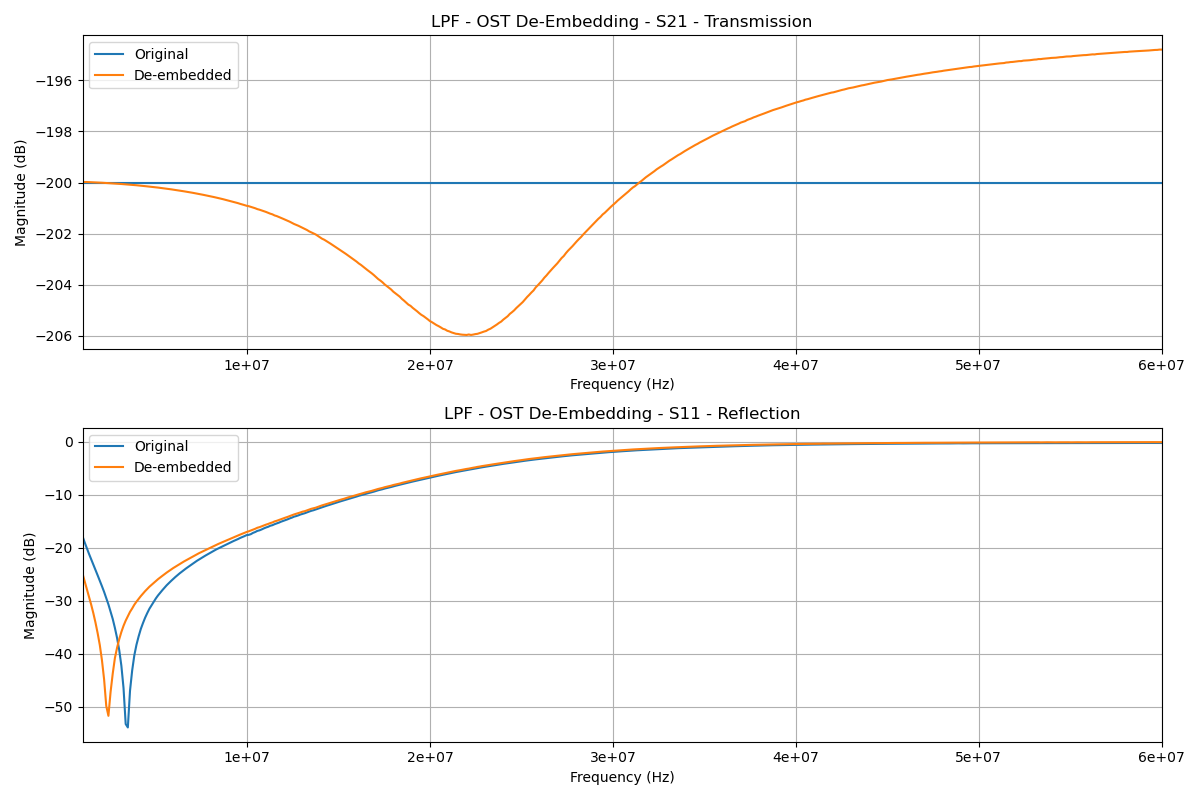 LPF - OST De-Embedding - S21 - Transmission
Original
De-embedded
Magnitude (dB)
−196
−198
−200
−202
−204
−206
1e+07
2e+07
3e+07
4e+07
5e+07
6e+07
Frequency (Hz)
LPF - OST De-Embedding - S11 - Reflection
Original
De-embedded
Magnitude (dB)
0
−10
−20
−30
−40
−50
1e+07
2e+07
3e+07
4e+07
5e+07
6e+07
Frequency (Hz)